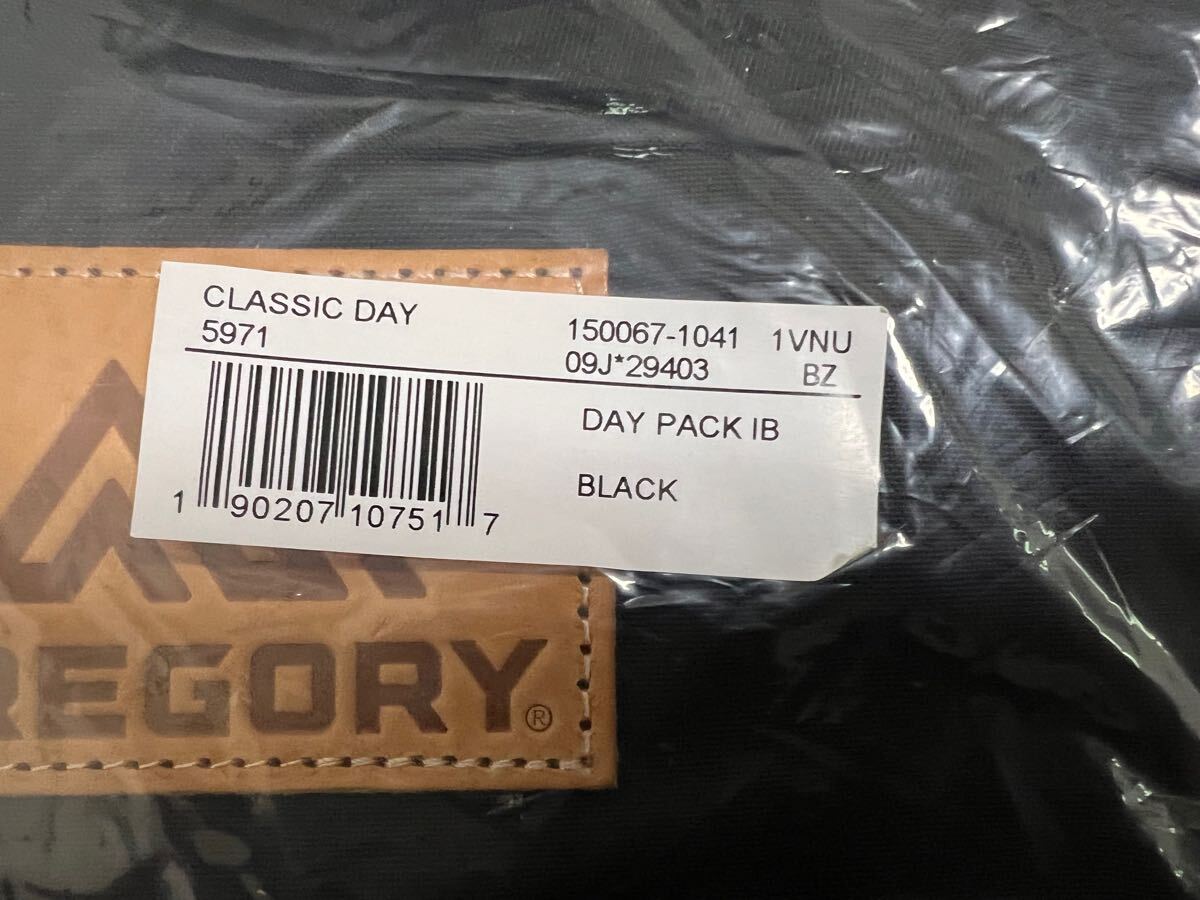 CLASSIC DAY
5971
150067-1041 1VNU
09J*29403 BZ
DAY PACK IB
BLACK
1 90207 10751 7
REGORY®